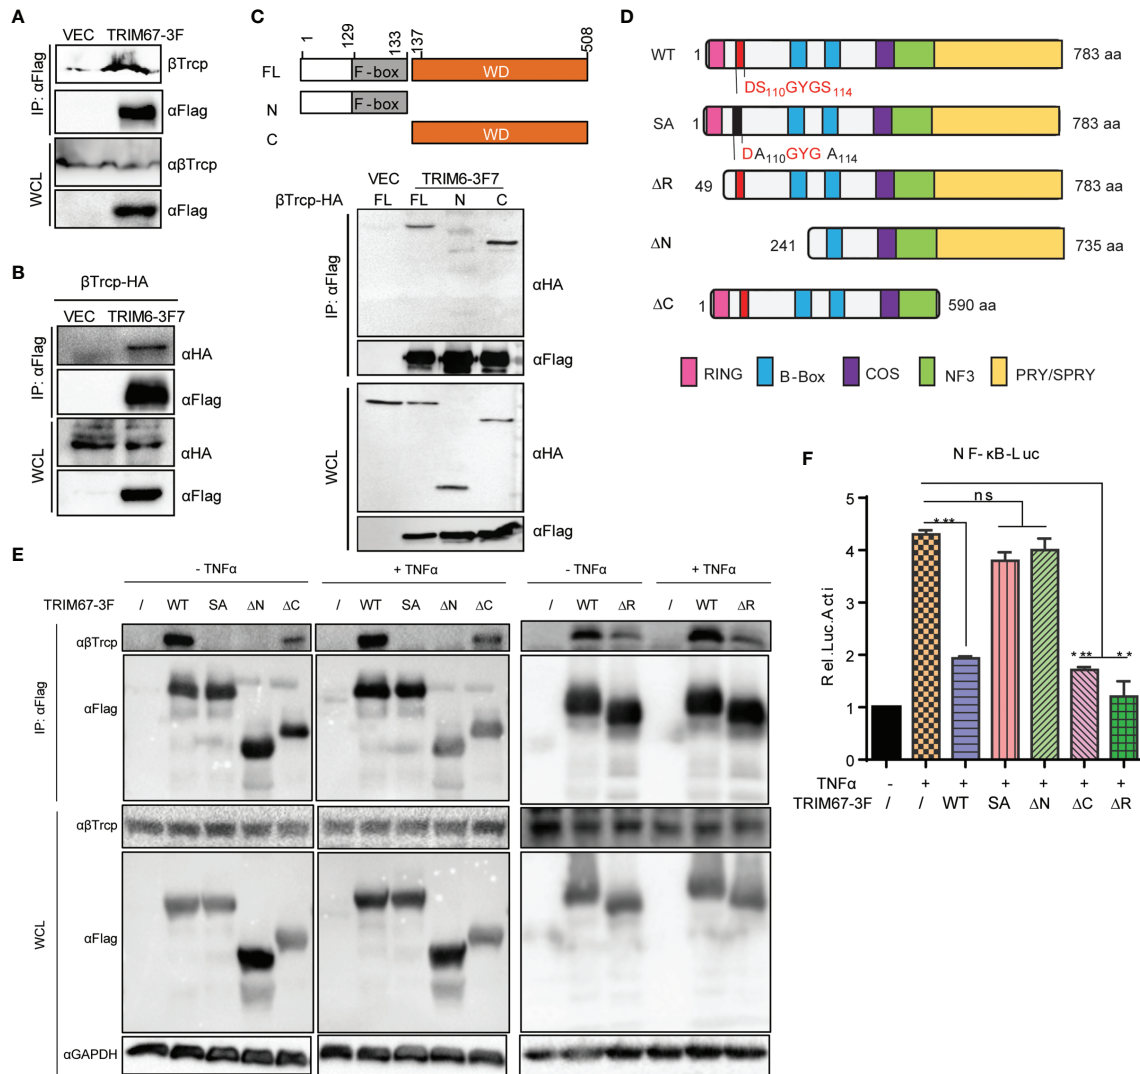 A
VEC TRIM67-3F
IP: αFlag
βTrcp
αFlag
WCL
αβTrcp
αFlag
B
βTrcp-HA
VEC TRIM6-3F7
IP: αFlag
αHA
αFlag
WCL
αHA
αFlag
C
1 129 133 137 508
FL F-box WD
N F-box
C WD
VEC TRIM6-3F7
βTrcp-HA FL FL N C
IP: αFlag
αHA
αFlag
WCL
αHA
αFlag
D
WT 1 783 aa
DS110GYGS114
SA 1 783 aa
DA110GYG A114
ΔR 49 783 aa
ΔN 241 735 aa
ΔC 1 590 aa
RING B-Box COS NF3 PRY/SPRY
E
- TNFα + TNFα - TNFα + TNFα
TRIM67-3F / WT SA ΔN ΔC / WT SA ΔN ΔC / WT ΔR / WT ΔR
IP: αFlag
αβTrcp
αFlag
WCL
αβTrcp
αFlag
αGAPDH
F
NF-κB-Luc
Rel.Luc.Acti
5
4
3
2
1
0
ns
***
*** **
TNFα - + + + + + +
TRIM67-3F / / WT SA ΔN ΔC ΔR